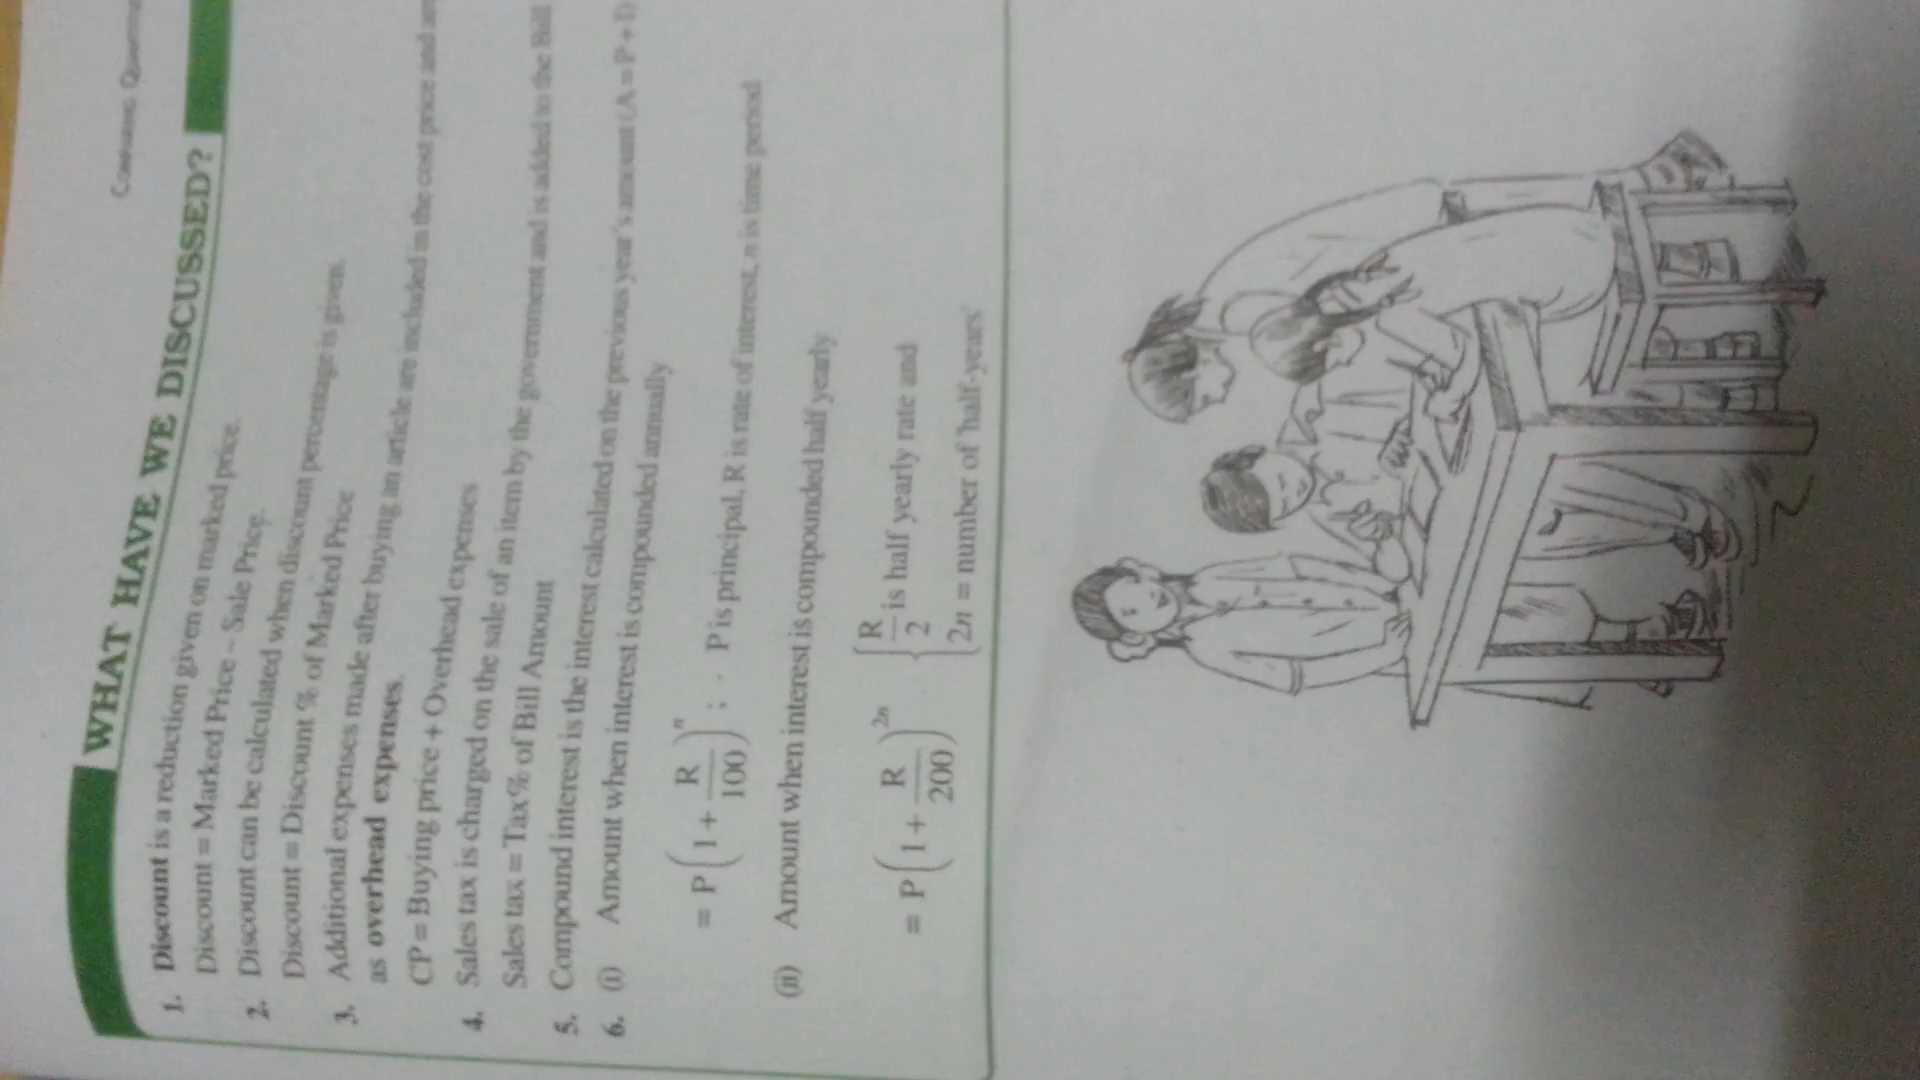 COMPARING
WHAT HAVE WE DISCUSSED?
1. Discount is a reduction given on marked price.
Discount = Marked Price – Sale Price.
2. Discount can be calculated when discount percentage is given.
Discount = Discount % of Marked Price
3. Additional expenses made after buying an article are included in the cost price and
as overhead expenses.
CP = Buying price + Overhead expenses
4. Sales tax is charged on the sale of an item by the government and is added to the Bill
Sales tax = Tax% of Bill Amount
5. Compound interest is the interest calculated on the previous year's amount (A = P + I)
6. (i) Amount when interest is compounded annually
= P(1 + R/100)^n ; . P is principal, R is rate of interest, n is time period
(ii) Amount when interest is compounded half yearly
= P(1 + R/200)^2n { R/2 is half yearly rate and
2n = number of 'half-years'